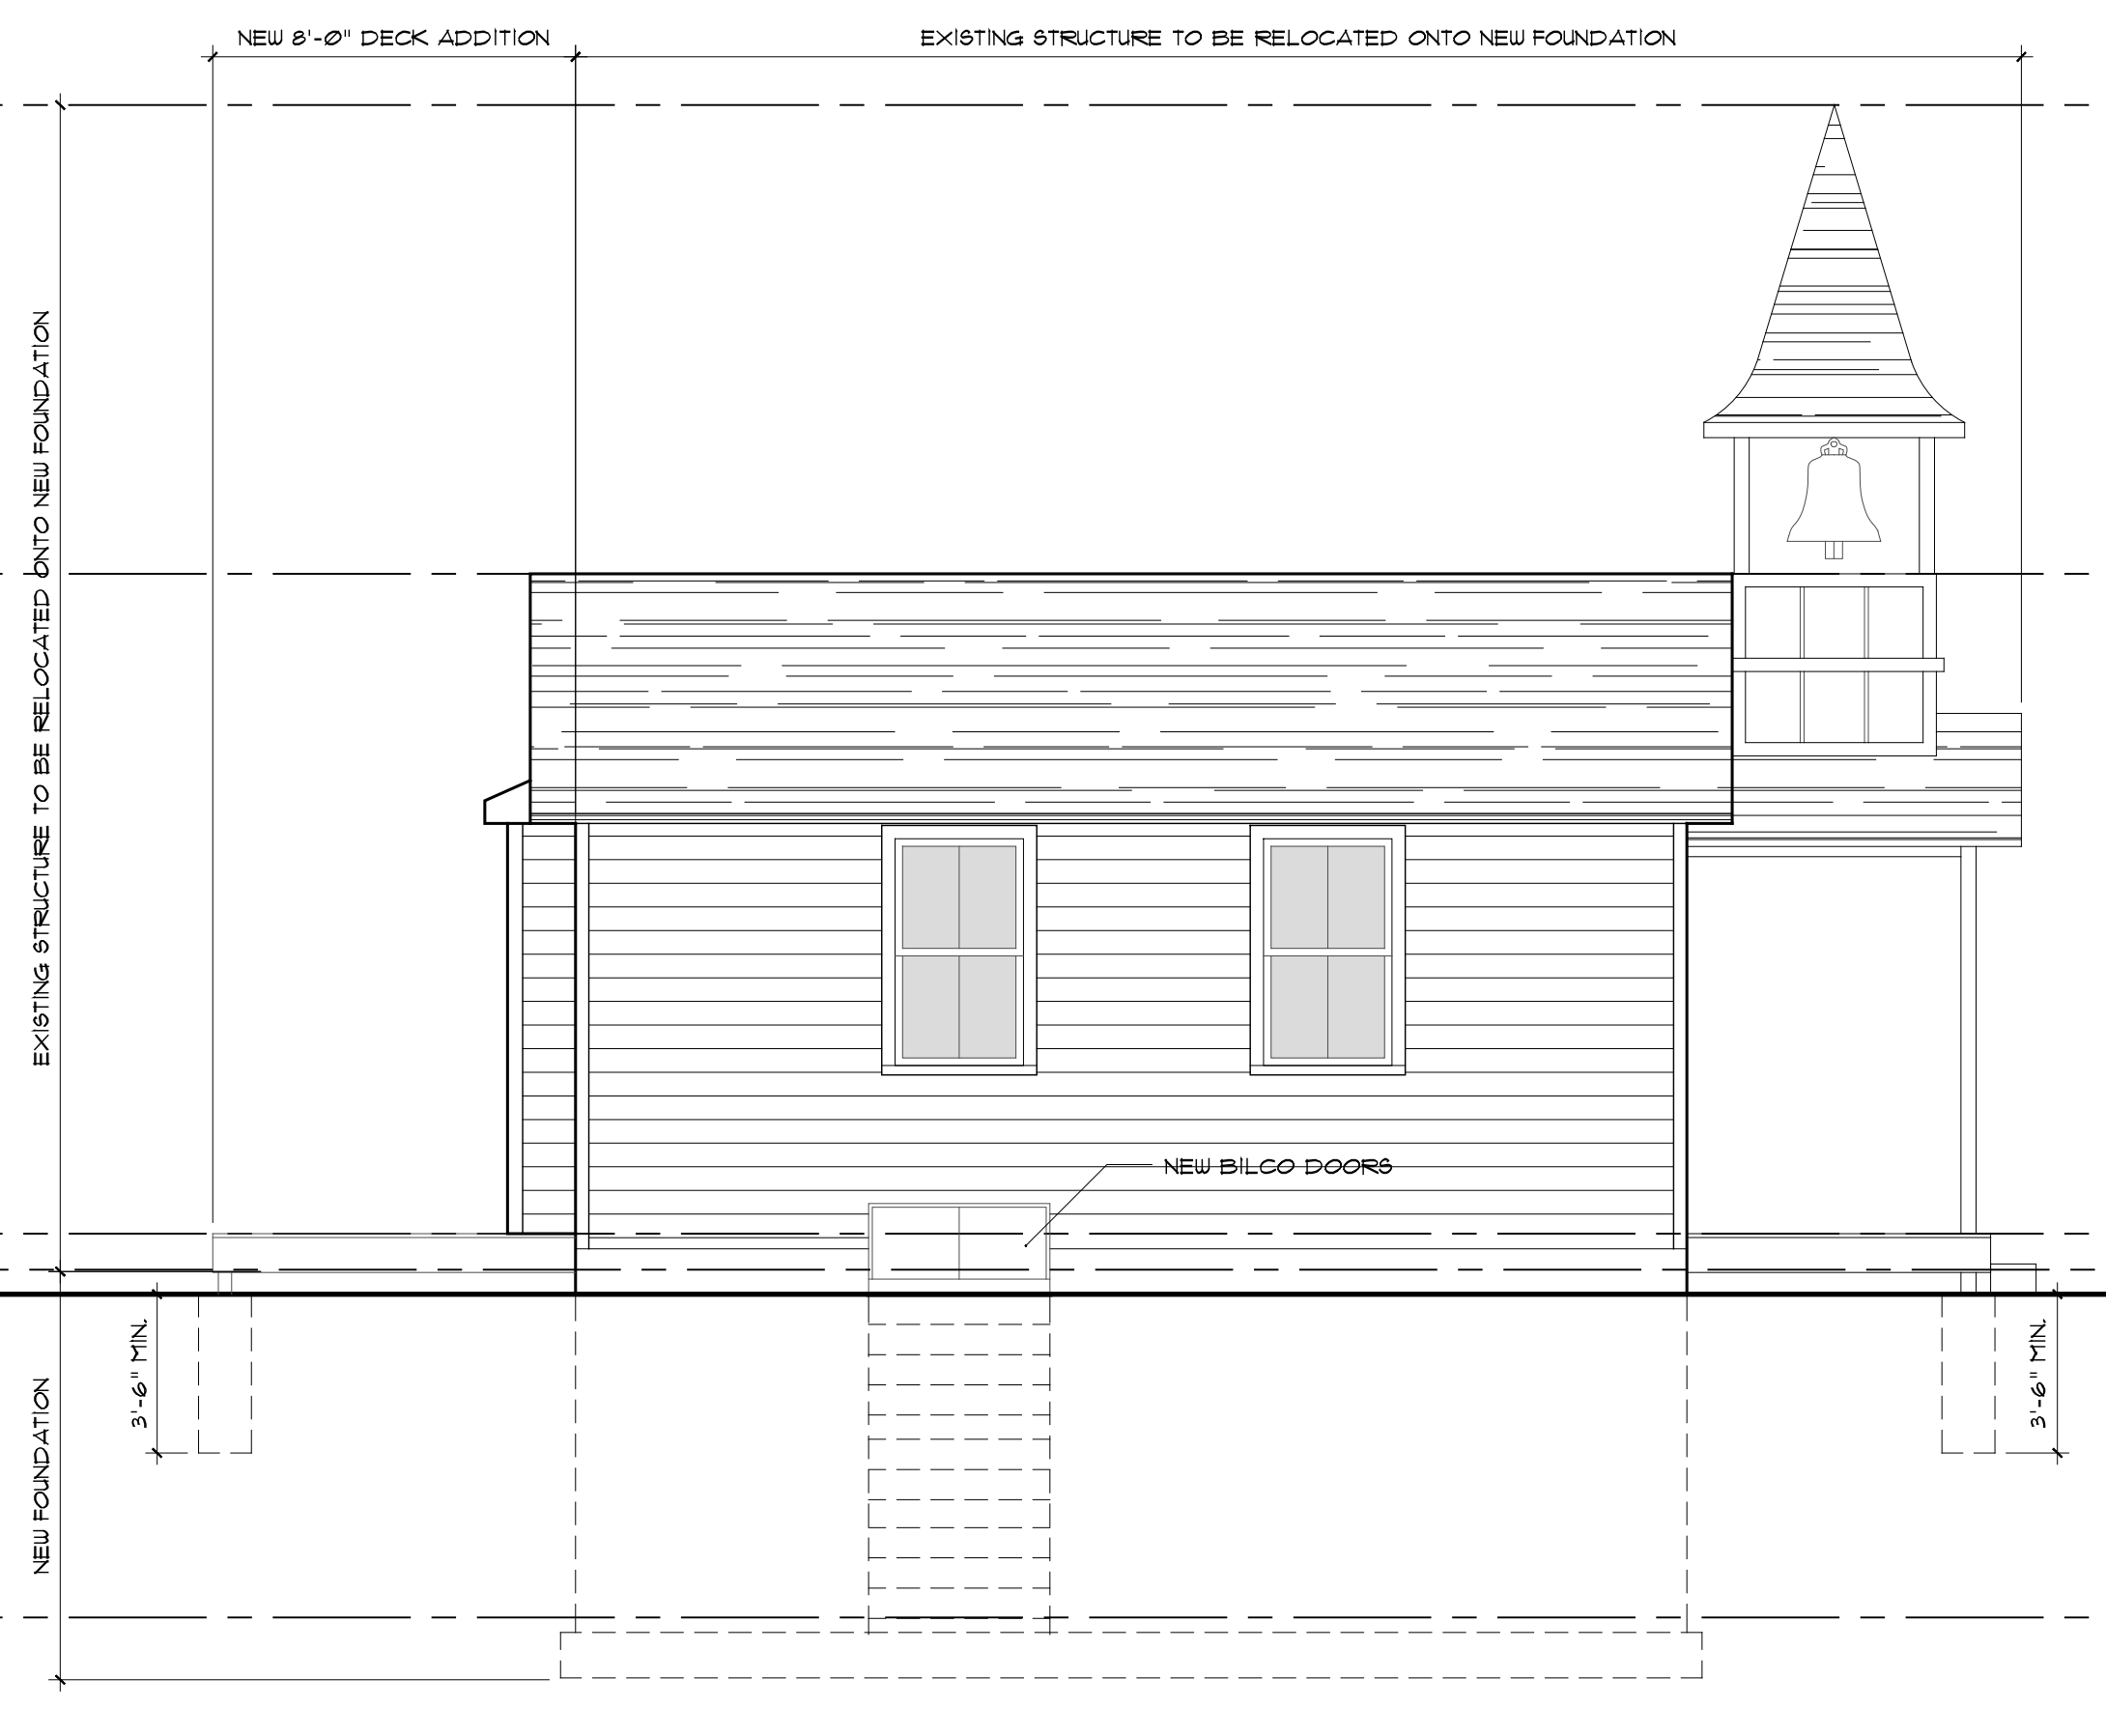 NEW 8'-0" DECK ADDITION
EXISTING STRUCTURE TO BE RELOCATED ONTO NEW FOUNDATION
EXISTING STRUCTURE TO BE RELOCATED ONTO NEW FOUNDATION
NEW BILCO DOORS
3'-6" MIN.
3'-6" MIN.
NEW FOUNDATION